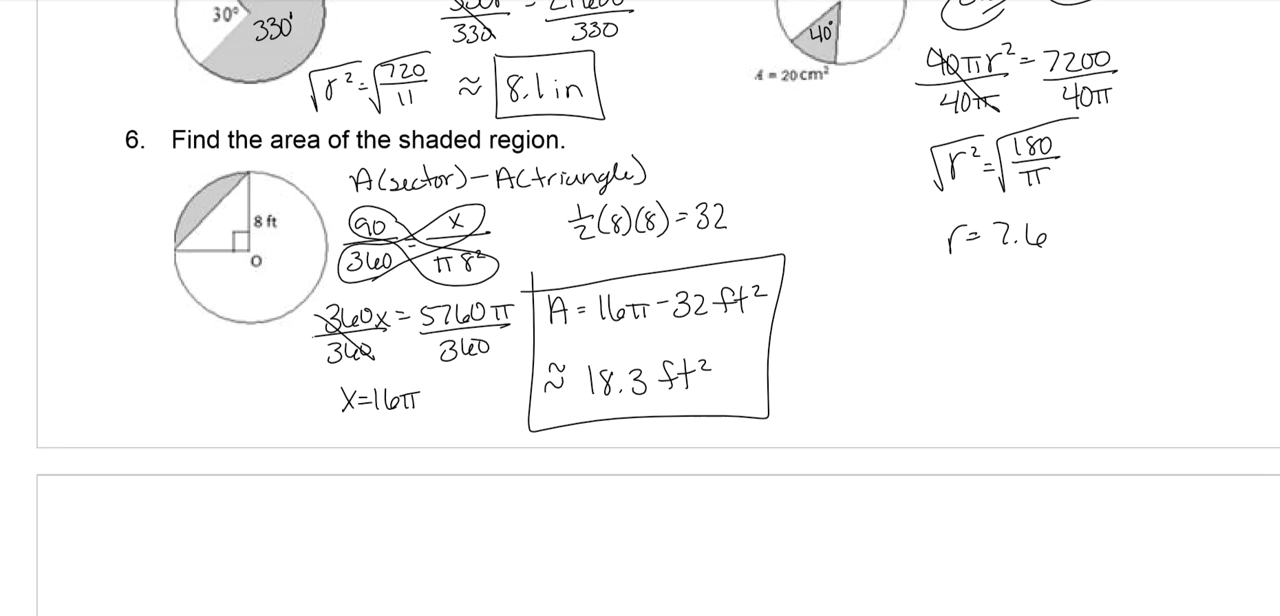 30°
330°
330
330
√r² = √720/11 ≈ 8.1 in
40°
A = 20cm²
40πr² = 7200
40π 40π
√r² = √180/π
r = 7.6
6. Find the area of the shaded region.
8 ft
O
A(sector) - A(triangle)
90/360 = x/π8²
½(8)(8) = 32
360x = 5760π
360 360
x = 16π
A = 16π - 32 ft²
≈ 18.3 ft²